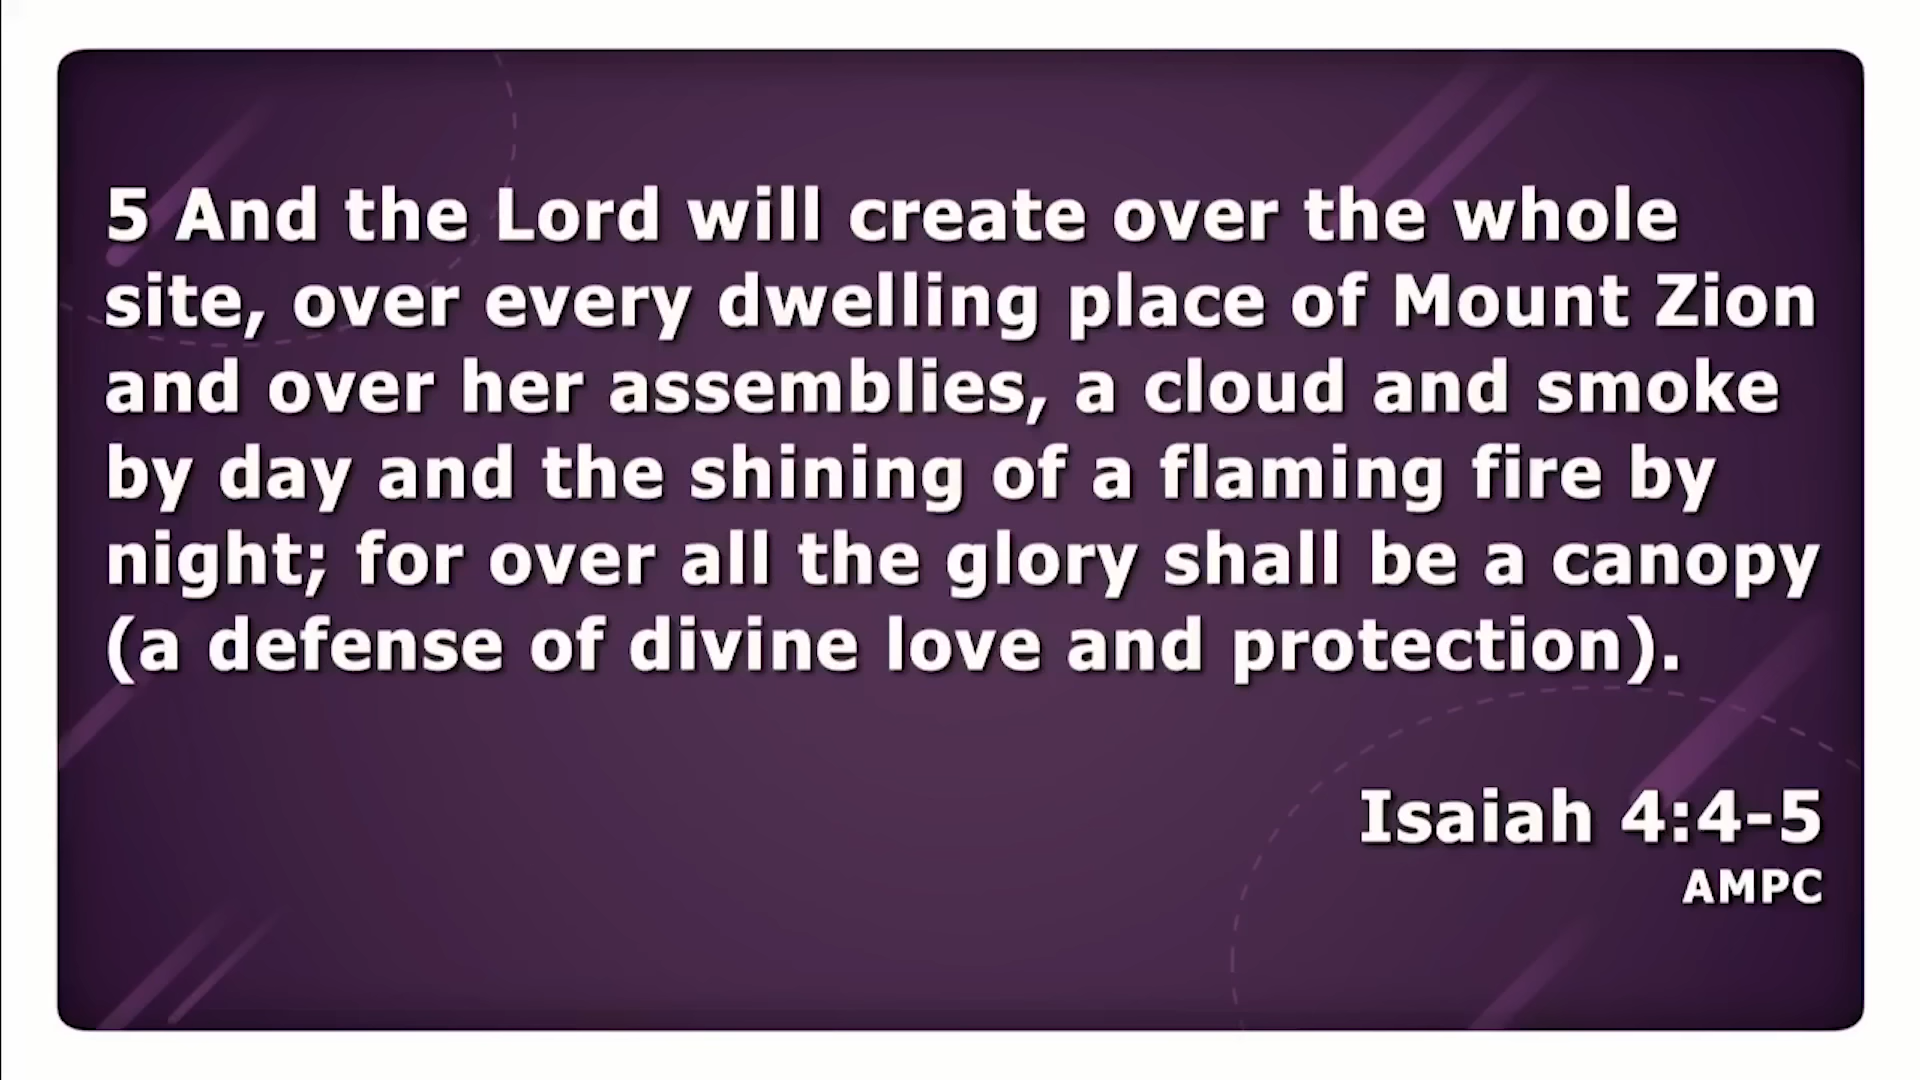 5 And the Lord will create over the whole
site, over every dwelling place of Mount Zion
and over her assemblies, a cloud and smoke
by day and the shining of a flaming fire by
night; for over all the glory shall be a canopy
(a defense of divine love and protection).
Isaiah 4:4-5
AMPC